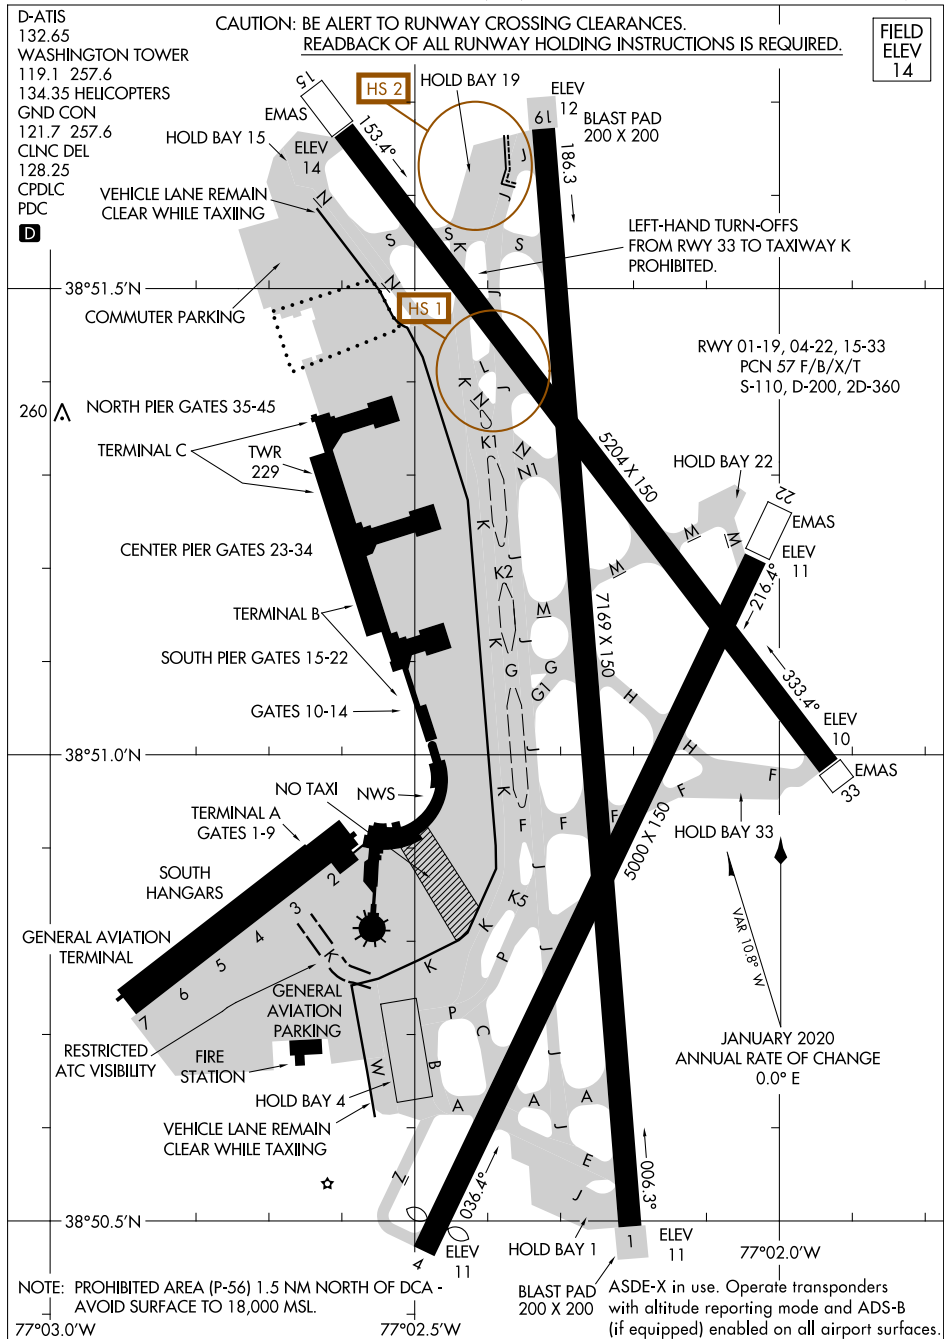 D-ATIS
132.65
WASHINGTON TOWER
119.1 257.6
134.35 HELICOPTERS
GND CON
121.7 257.6
CLNC DEL
128.25
CPDLC
PDC
D
CAUTION: BE ALERT TO RUNWAY CROSSING CLEARANCES.
READBACK OF ALL RUNWAY HOLDING INSTRUCTIONS IS REQUIRED.
FIELD
ELEV
14
15
EMAS
HS 2
HOLD BAY 19
ELEV
12
19
BLAST PAD
200 X 200
HOLD BAY 15
ELEV
14
153.4°
J
186.3
VEHICLE LANE REMAIN
CLEAR WHILE TAXIING
N
J
S
S
K
S
LEFT-HAND TURN-OFFS
FROM RWY 33 TO TAXIWAY K
PROHIBITED.
38°51.5'N
N
J
HS 1
COMMUTER PARKING
RWY 01-19, 04-22, 15-33
PCN 57 F/B/X/T
S-110, D-200, 2D-360
L
K
J
N
260
NORTH PIER GATES 35-45
TERMINAL C
TWR
229
K1
N
N1
5204 X 150
HOLD BAY 22
22
EMAS
ELEV
11
K
J
M
M
M
CENTER PIER GATES 23-34
K2
216.4°
TERMINAL B
M
7169 X 150
K
J
SOUTH PIER GATES 15-22
G
G
G1
H
333.4°
GATES 10-14
ELEV
10
J
H
38°51.0'N
EMAS
33
F
F
NO TAXI
NWS
K
TERMINAL A
GATES 1-9
F
F
F
5000 X 150
HOLD BAY 33
SOUTH
HANGARS
2
J
VAR 10.8° W
3
K5
GENERAL AVIATION
TERMINAL
4
K
K
K
P
J
5
6
7
GENERAL
AVIATION
PARKING
P
C
J
RESTRICTED
ATC VISIBILITY
FIRE
STATION
W
B
JANUARY 2020
ANNUAL RATE OF CHANGE
0.0° E
HOLD BAY 4
A
A
A
VEHICLE LANE REMAIN
CLEAR WHILE TAXIING
J
E
Z
036.4°
J
006.3°
38°50.5'N
4
ELEV
11
HOLD BAY 1
1
ELEV
11
77°02.0'W
NOTE: PROHIBITED AREA (P-56) 1.5 NM NORTH OF DCA -
AVOID SURFACE TO 18,000 MSL.
BLAST PAD
200 X 200
ASDE-X in use. Operate transponders
with altitude reporting mode and ADS-B
(if equipped) enabled on all airport surfaces.
77°03.0'W
77°02.5'W